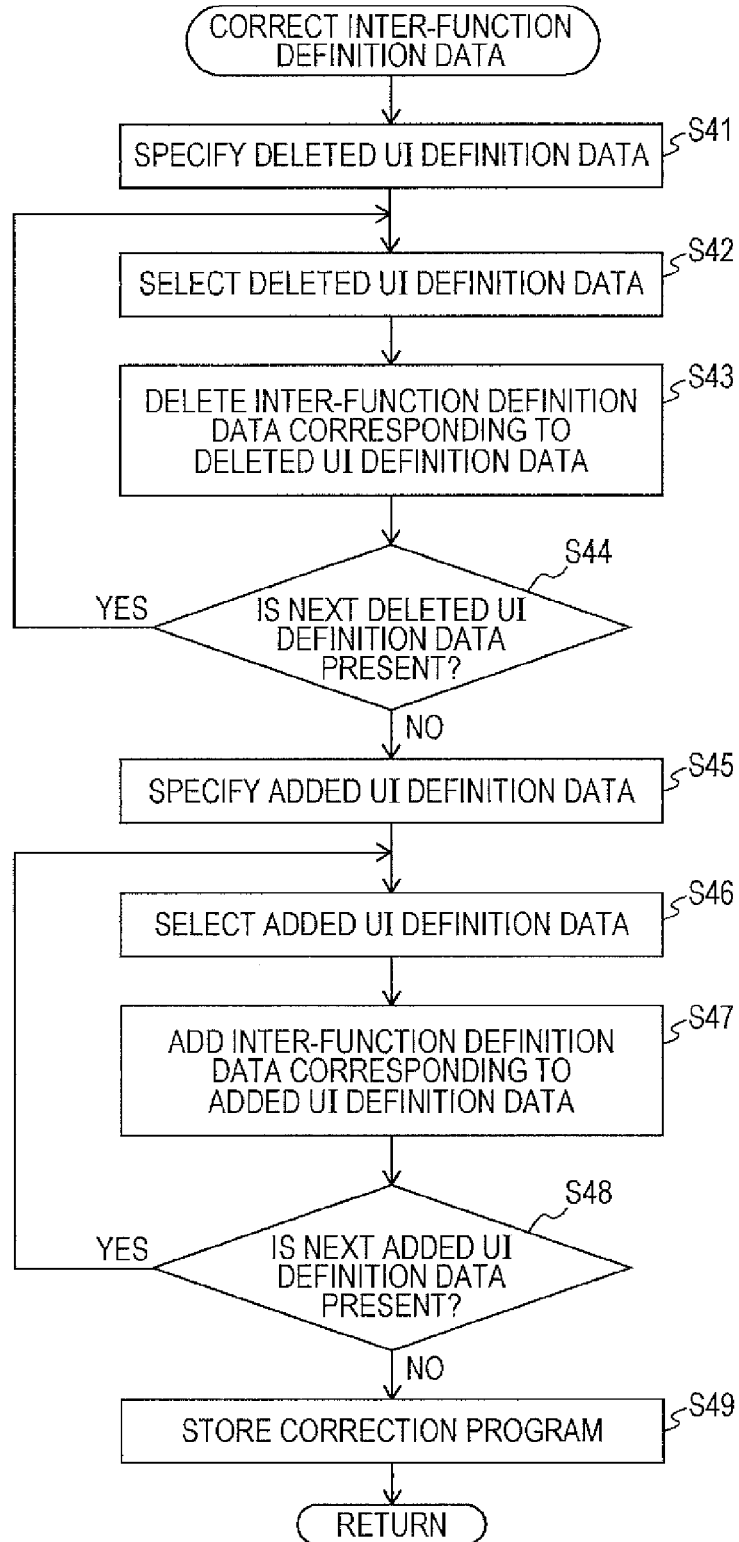 CORRECT INTER-FUNCTION
DEFINITION DATA
S41
SPECIFY DELETED UI DEFINITION DATA
S42
SELECT DELETED UI DEFINITION DATA
S43
DELETE INTER-FUNCTION DEFINITION
DATA CORRESPONDING TO
DELETED UI DEFINITION DATA
S44
YES
IS NEXT DELETED UI
DEFINITION DATA
PRESENT?
NO
S45
SPECIFY ADDED UI DEFINITION DATA
S46
SELECT ADDED UI DEFINITION DATA
S47
ADD INTER-FUNCTION DEFINITION
DATA CORRESPONDING TO
ADDED UI DEFINITION DATA
S48
YES
IS NEXT ADDED UI
DEFINITION DATA
PRESENT?
NO
S49
STORE CORRECTION PROGRAM
RETURN